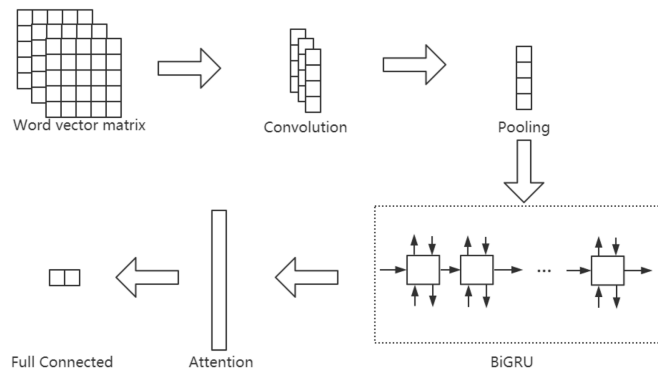 Word vector matrix
Convolution
Pooling
...
Full Connected
Attention
BiGRU